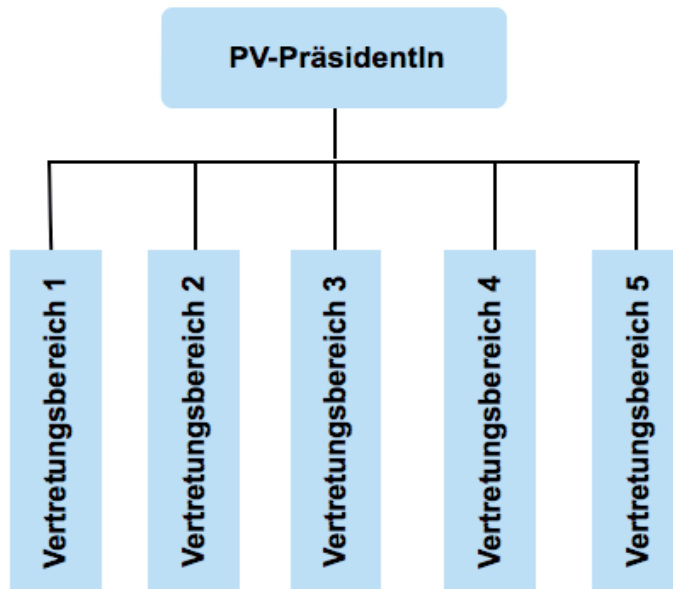 PV-PräsidentIn
Vertretungsbereich 1
Vertretungsbereich 2
Vertretungsbereich 3
Vertretungsbereich 4
Vertretungsbereich 5